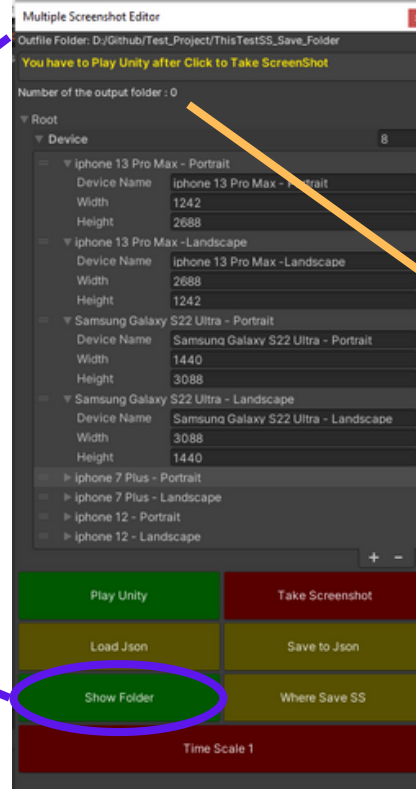 Multiple Screenshot Editor
Outfile Folder: D:/Github/Test_Project/ThisTestSS_Save_Folder
You have to Play Unity after Click to Take ScreenShot
Number of the output folder : 0
Root
Device 8
iphone 13 Pro Max - Portrait
Device Name iphone 13 Pro Max - Portrait
Width 1242
Height 2688
iphone 13 Pro Max -Landscape
Device Name iphone 13 Pro Max -Landscape
Width 2688
Height 1242
Samsung Galaxy S22 Ultra - Portrait
Device Name Samsung Galaxy S22 Ultra - Portrait
Width 1440
Height 3088
Samsung Galaxy S22 Ultra - Landscape
Device Name Samsung Galaxy S22 Ultra - Landscape
Width 3088
Height 1440
iphone 7 Plus - Portrait
iphone 7 Plus - Landscape
iphone 12 - Portrait
iphone 12 - Landscape
+ -
Play Unity Take Screenshot
Load Json Save to Json
Show Folder Where Save SS
Time Scale 1